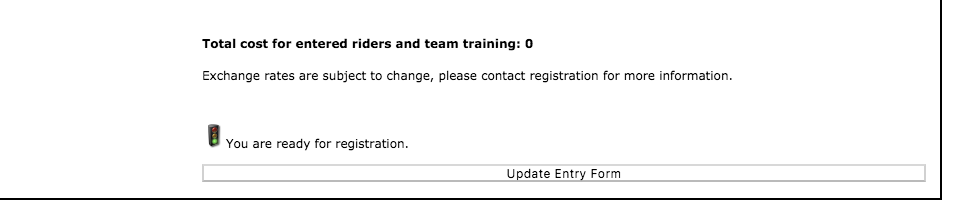 Total cost for entered riders and team training: 0
Exchange rates are subject to change, please contact registration for more information.
You are ready for registration.
Update Entry Form